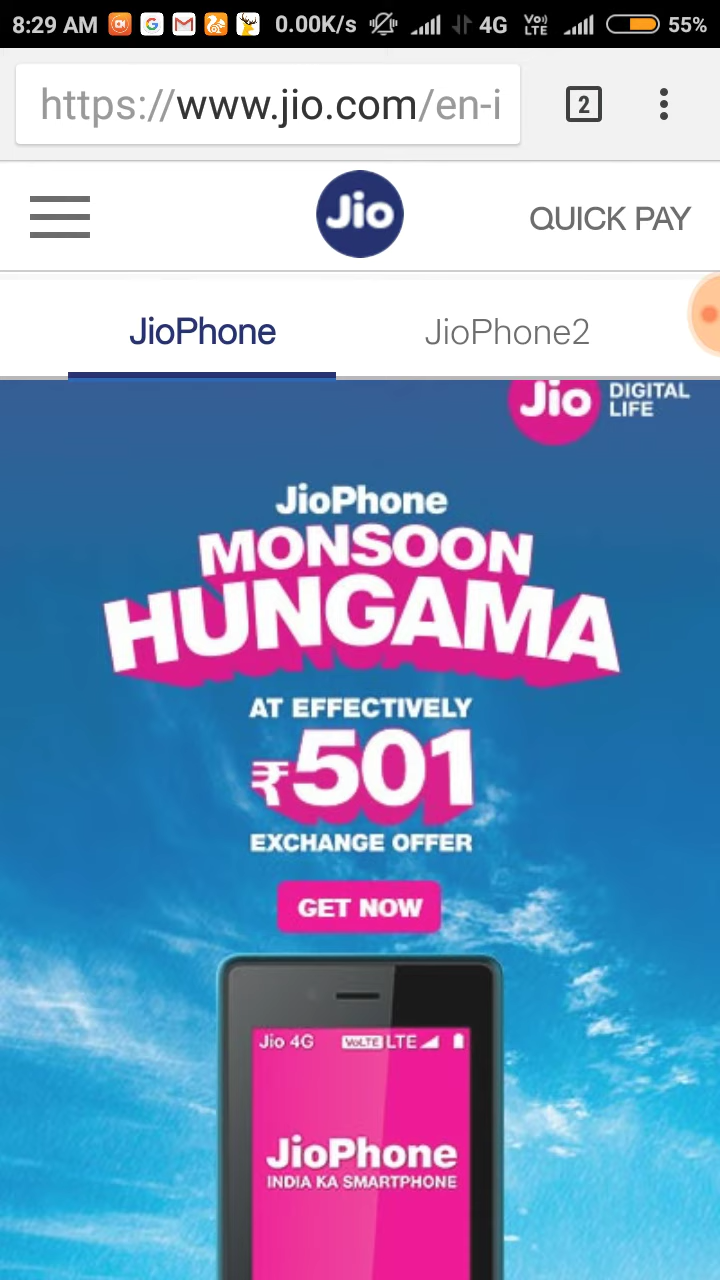 8:29 AM 0.00K/s 4G VoLTE 55%
https://www.jio.com/en-i 2
Jio QUICK PAY
JioPhone JioPhone2
Jio DIGITAL
LIFE
JioPhone
MONSOON
HUNGAMA
AT EFFECTIVELY
₹501
EXCHANGE OFFER
GET NOW
Jio 4G VoLTE LTE
JioPhone
INDIA KA SMARTPHONE